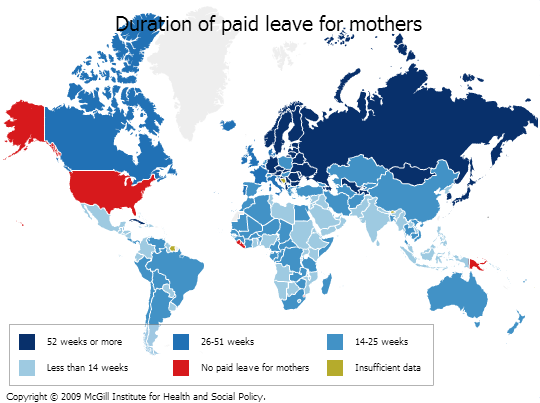 Duration of paid leave for mothers
52 weeks or more
26-51 weeks
14-25 weeks
Less than 14 weeks
No paid leave for mothers
Insufficient data
Copyright © 2009 McGill Institute for Health and Social Policy.